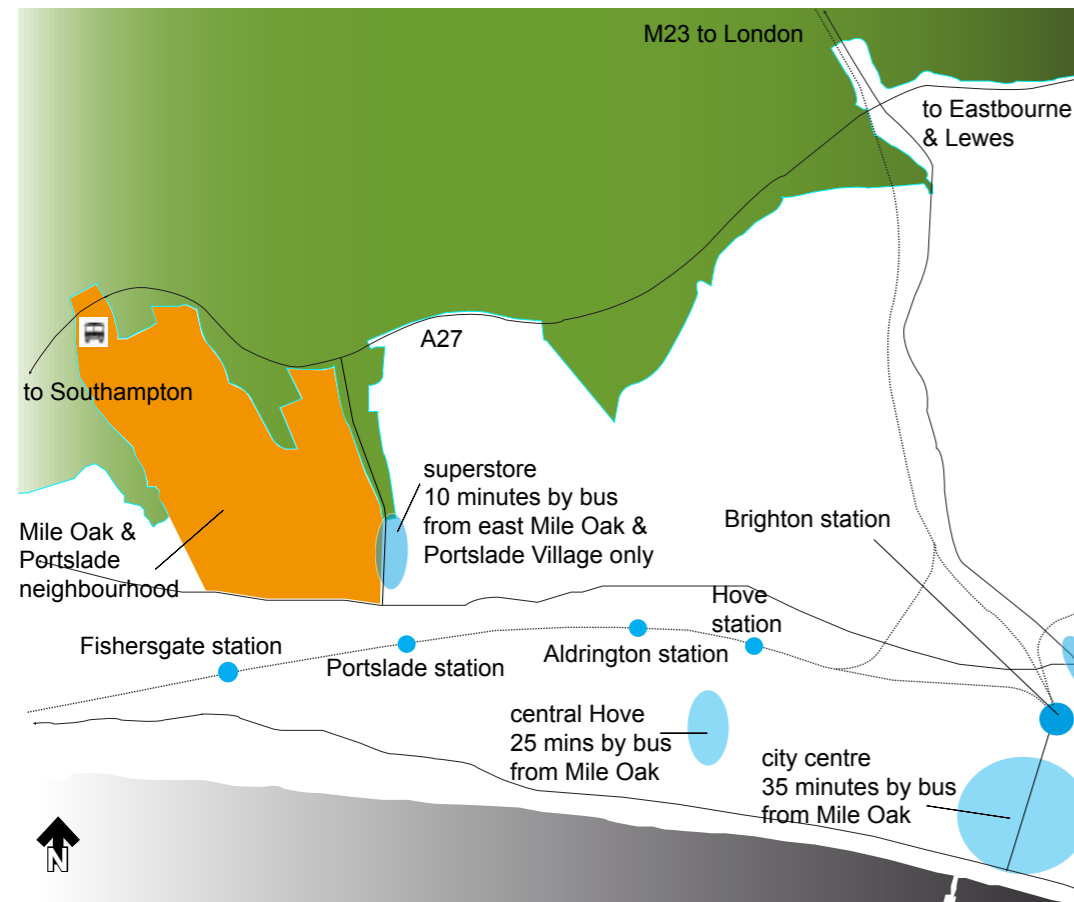 M23 to London
to Eastbourne
& Lewes
A27
to Southampton
superstore
10 minutes by bus
from east Mile Oak &
Portslade Village only
Brighton station
Mile Oak &
Portslade
neighbourhood
Hove
station
Fishersgate station
Portslade station
Aldrington station
central Hove
25 mins by bus
from Mile Oak
city centre
35 minutes by bus
from Mile Oak
N